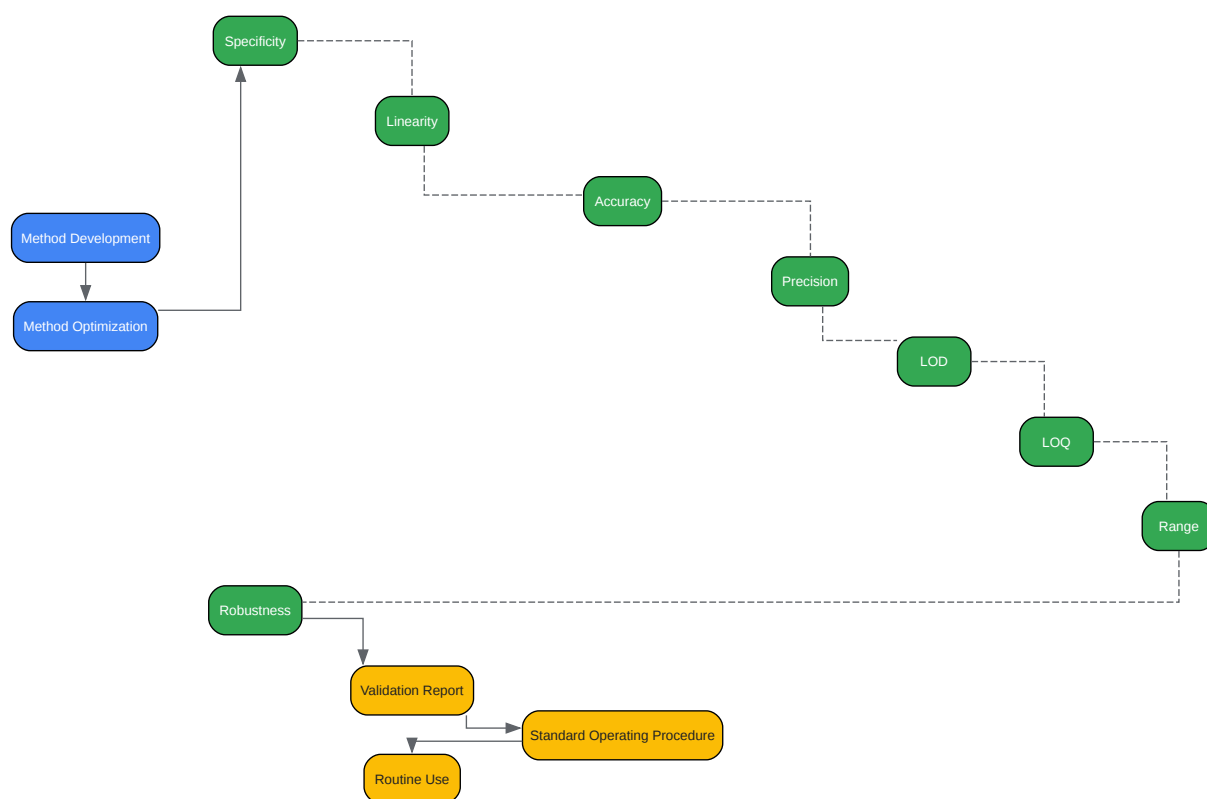 Specificity
Linearity
Accuracy
Method Development
Precision
Method Optimization
LOD
LOQ
Range
Robustness
Validation Report
Standard Operating Procedure
Routine Use